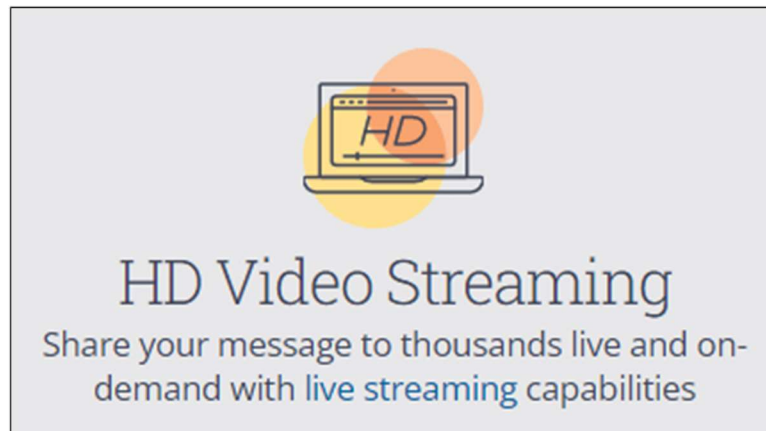 HD
HD Video Streaming
Share your message to thousands live and on-
demand with live streaming capabilities